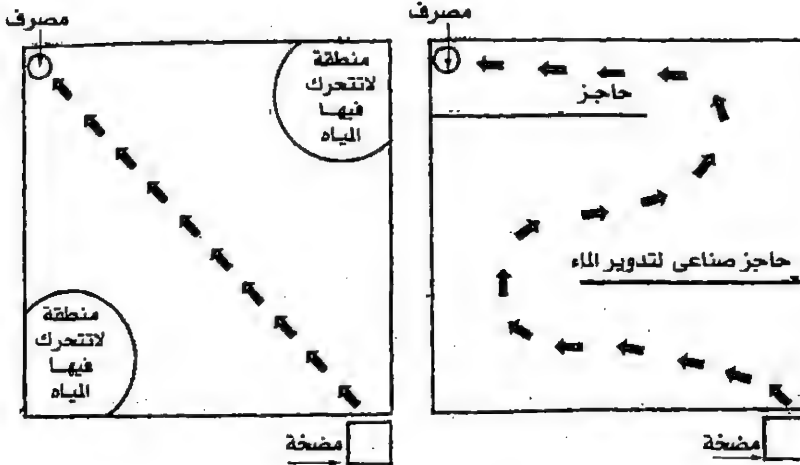 مصرف
منطقة
لاتتحرك
فيها
المياه
منطقة
لاتتحرك
فيها
المياه
مضخة
مصرف
حاجز
حاجز صناعى لتدوير الماء
مضخة